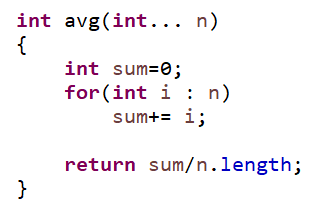 int avg(int... n)
{
    int sum=0;
    for(int i : n)
        sum+= i;

    return sum/n.length;
}